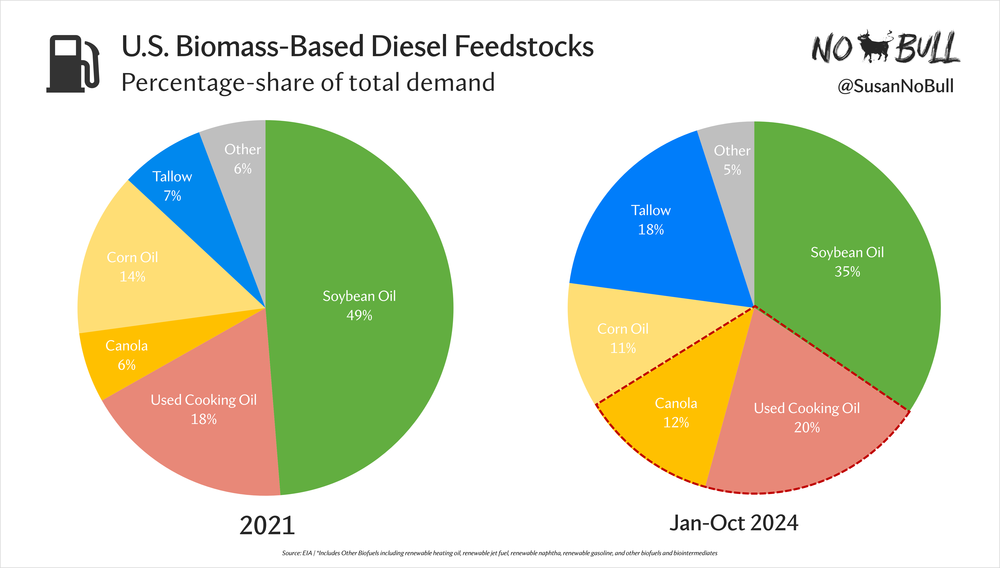 U.S. Biomass-Based Diesel Feedstocks
Percentage-share of total demand
NO BULL
@SusanNoBull
Other
6%
Tallow
7%
Corn Oil
14%
Canola
6%
Used Cooking Oil
18%
Soybean Oil
49%
2021
Other
5%
Tallow
18%
Corn Oil
11%
Canola
12%
Used Cooking Oil
20%
Soybean Oil
35%
Jan-Oct 2024
Source: EIA | *Includes Other Biofuels including renewable heating oil, renewable jet fuel, renewable naphtha, renewable gasoline, and other biofuels and biointermediates